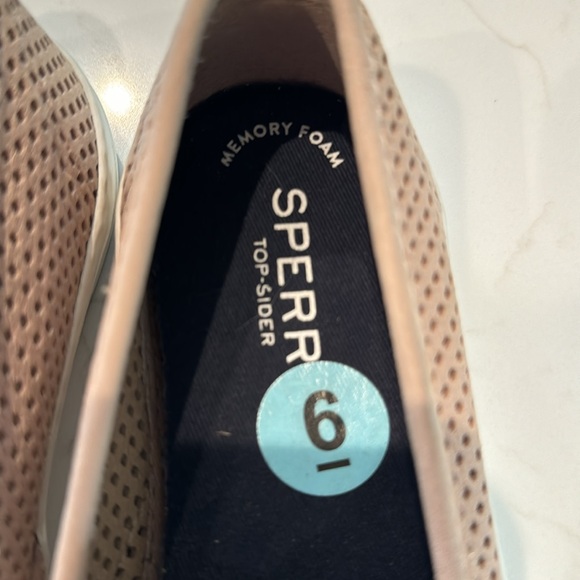 MEMORY FOAM
SPERR
TOP-SIDER
6